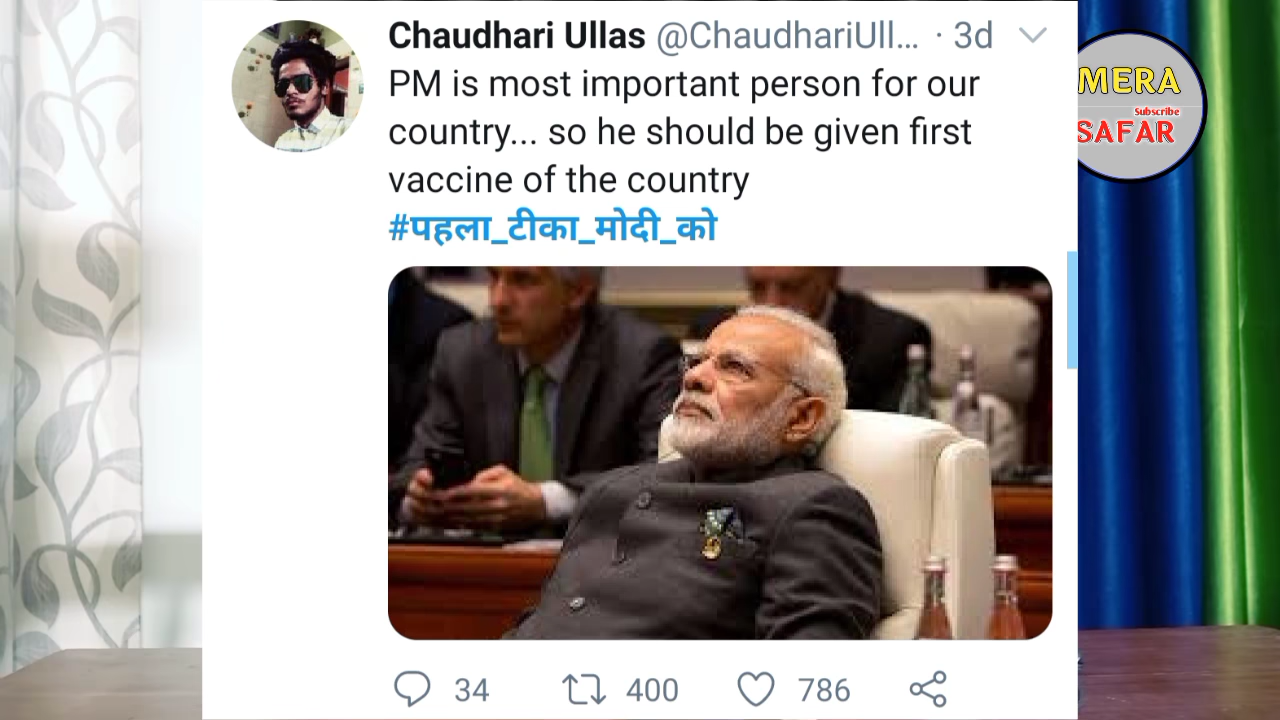 Chaudhari Ullas @ChaudhariUll... · 3d
PM is most important person for our
country... so he should be given first
vaccine of the country
#पहला_टीका_मोदी_को
34 400 786
MERA
Subscribe
SAFAR